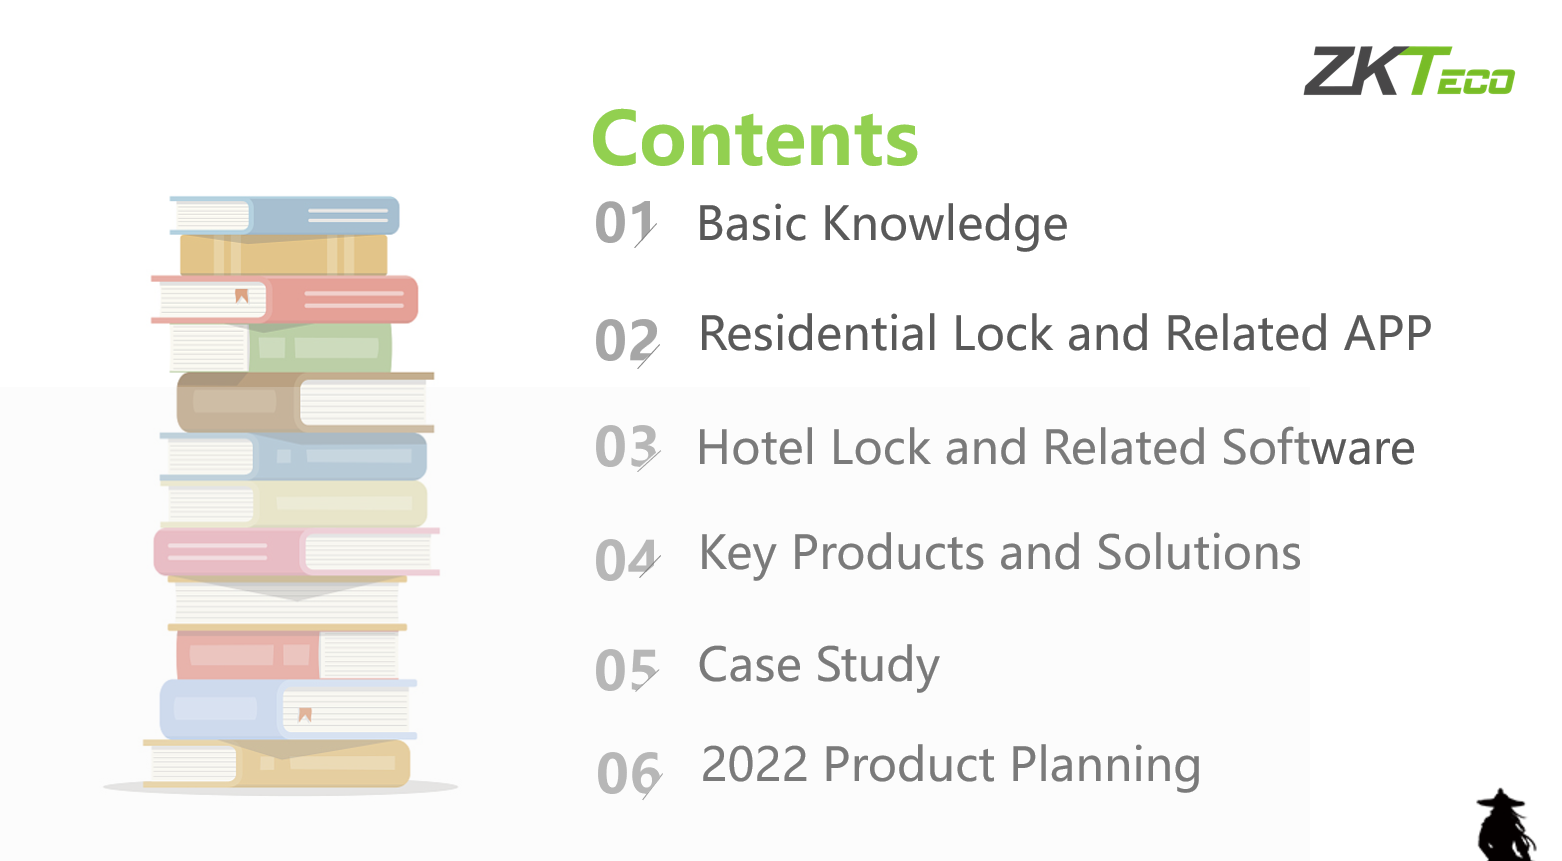 ZKTECO
Contents
01 Basic Knowledge
02 Residential Lock and Related APP
03 Hotel Lock and Related Software
04 Key Products and Solutions
05 Case Study
06 2022 Product Planning